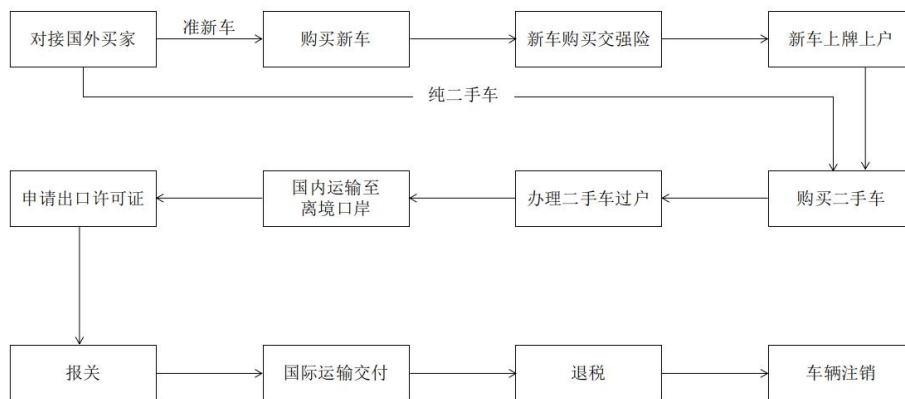 对接国外买家
准新车
购买新车
新车购买交强险
新车上牌上户
纯二手车
申请出口许可证
国内运输至
离境口岸
办理二手车过户
购买二手车
报关
国际运输交付
退税
车辆注销